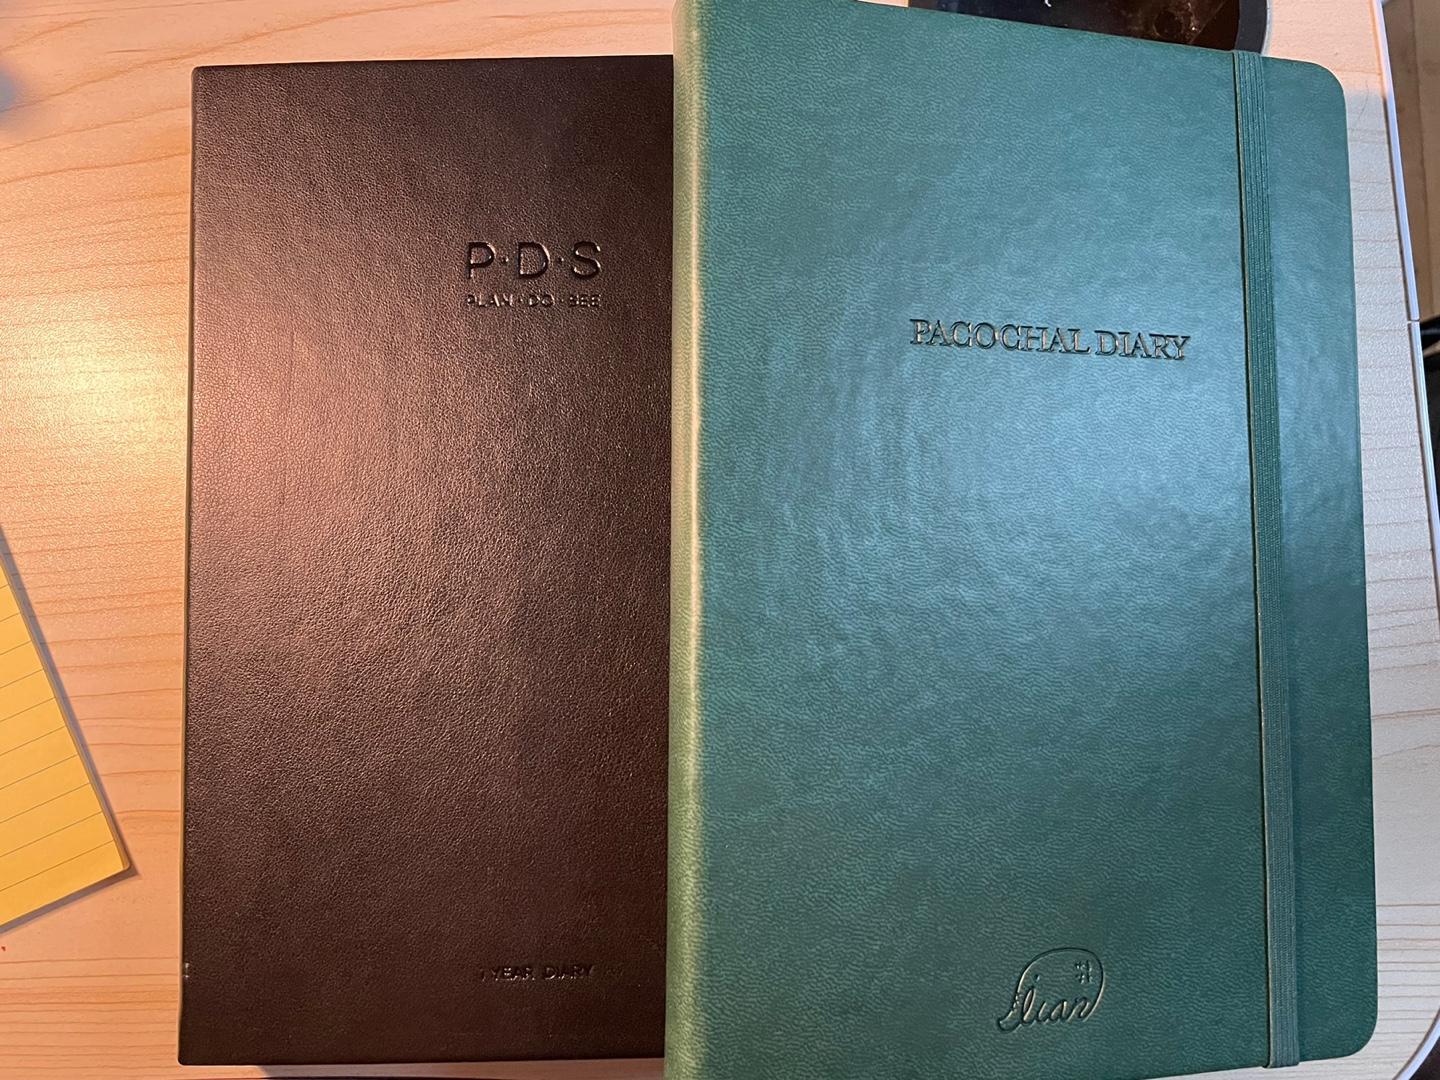 P·D·S
PLAN·DO·SEE
1 YEAR DIARY
PACOCHAL DIARY